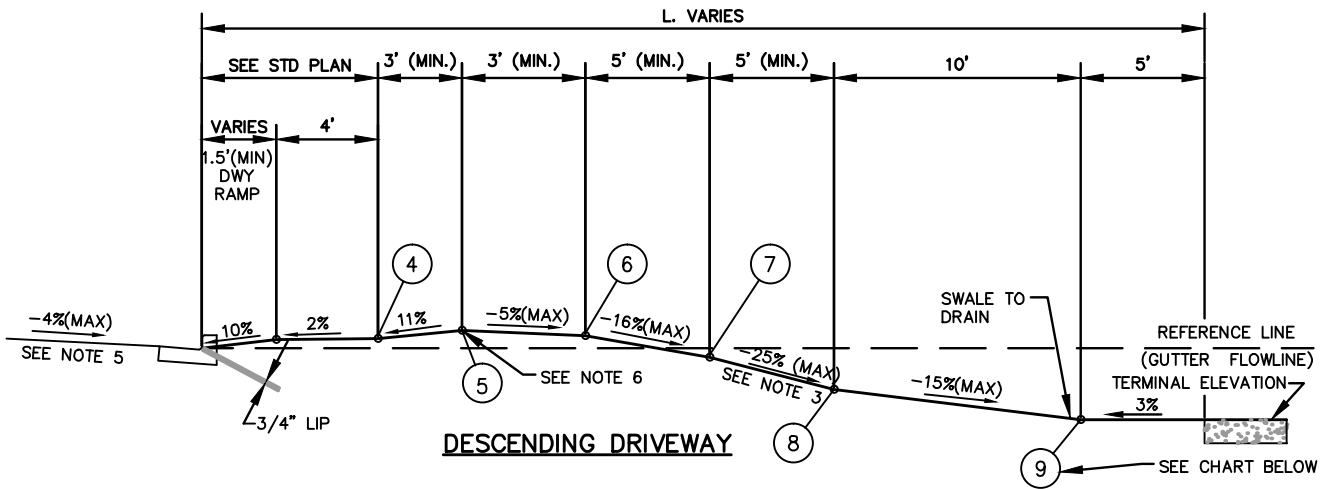 L. VARIES
SEE STD PLAN
3' (MIN.)
3' (MIN.)
5' (MIN.)
5' (MIN.)
10'
5'
VARIES
4'
1.5'(MIN)
DWY
RAMP
4
6
7
-4%(MAX)
SEE NOTE 5
10%
2%
11%
-5%(MAX)
-16%(MAX)
-25% (MAX)
SEE NOTE 3
-15%(MAX)
SWALE TO
DRAIN
REFERENCE LINE
(GUTTER FLOWLINE)
TERMINAL ELEVATION
3%
5
SEE NOTE 6
3/4" LIP
DESCENDING DRIVEWAY
8
9
SEE CHART BELOW